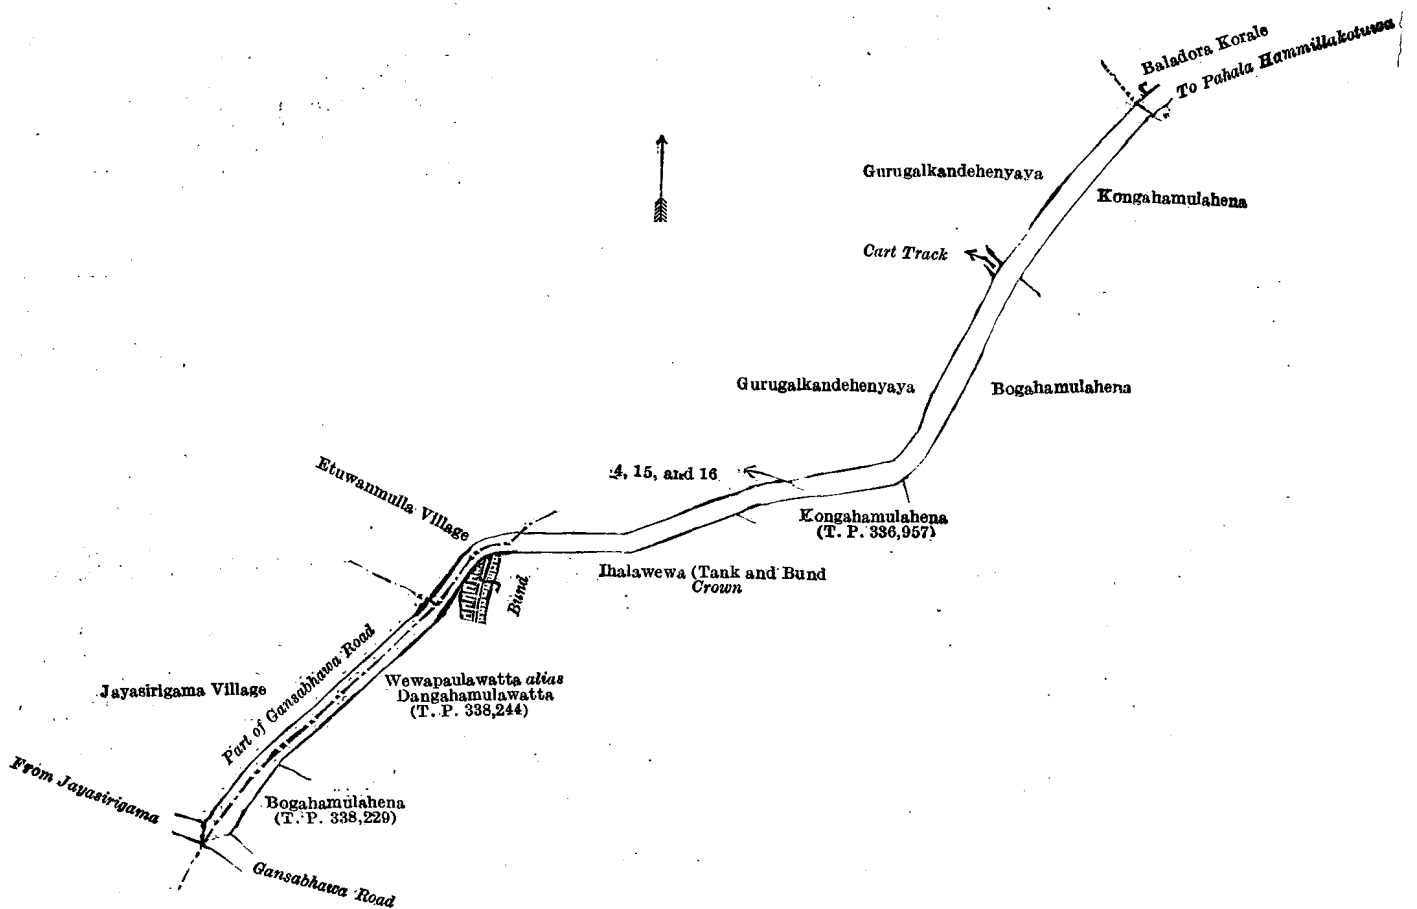 Baladora Korale
To Pahala Hammillakotuwa
Gurugalkandehenyaya
Kongahamulahena
Cart Track
Gurugalkandehenyaya
Bogahamulahena
Etuwanmulla Village
4, 15, and 16
Kongahamulahena
(T. P. 336,957)
Ihalawewa (Tank and Bund
Crown
Bund
Part of Gansabhawa Road
Jayasirigama Village
Wewapaulawatta alias
Dangahamulawatta
(T. P. 338,244)
From Jayasirigama
Bogahamulahena
(T. P. 338,229)
Gansabhawa Road